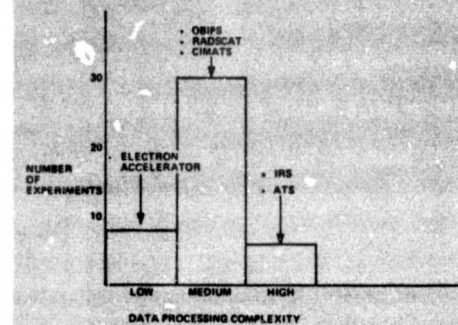 • OBIPS
• RADSCAT
• CIMATS
30
20
• ELECTRON
ACCELERATOR
NUMBER
OF
EXPERIMENTS
10
• IRS
• ATS
LOW MEDIUM HIGH
DATA PROCESSING COMPLEXITY